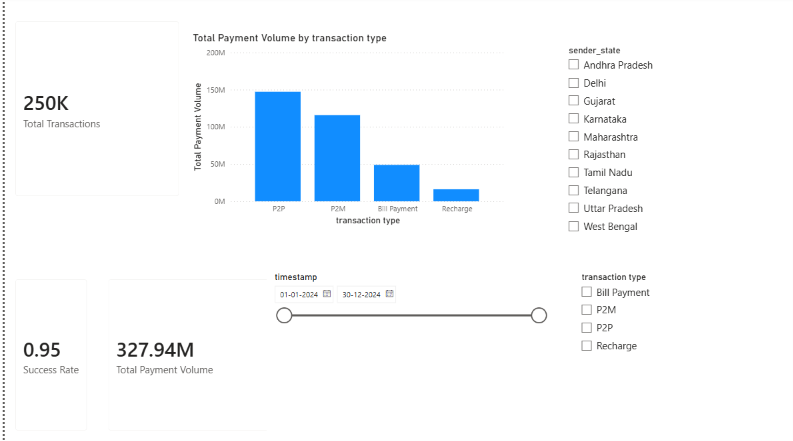 250K
Total Transactions
Total Payment Volume by transaction type
200M
150M
100M
50M
0M
Total Payment Volume
P2P P2M Bill Payment Recharge
transaction type
sender_state
Andhra Pradesh
Delhi
Gujarat
Karnataka
Maharashtra
Rajasthan
Tamil Nadu
Telangana
Uttar Pradesh
West Bengal
0.95
Success Rate
327.94M
Total Payment Volume
timestamp
01-01-2024 30-12-2024
transaction type
Bill Payment
P2M
P2P
Recharge